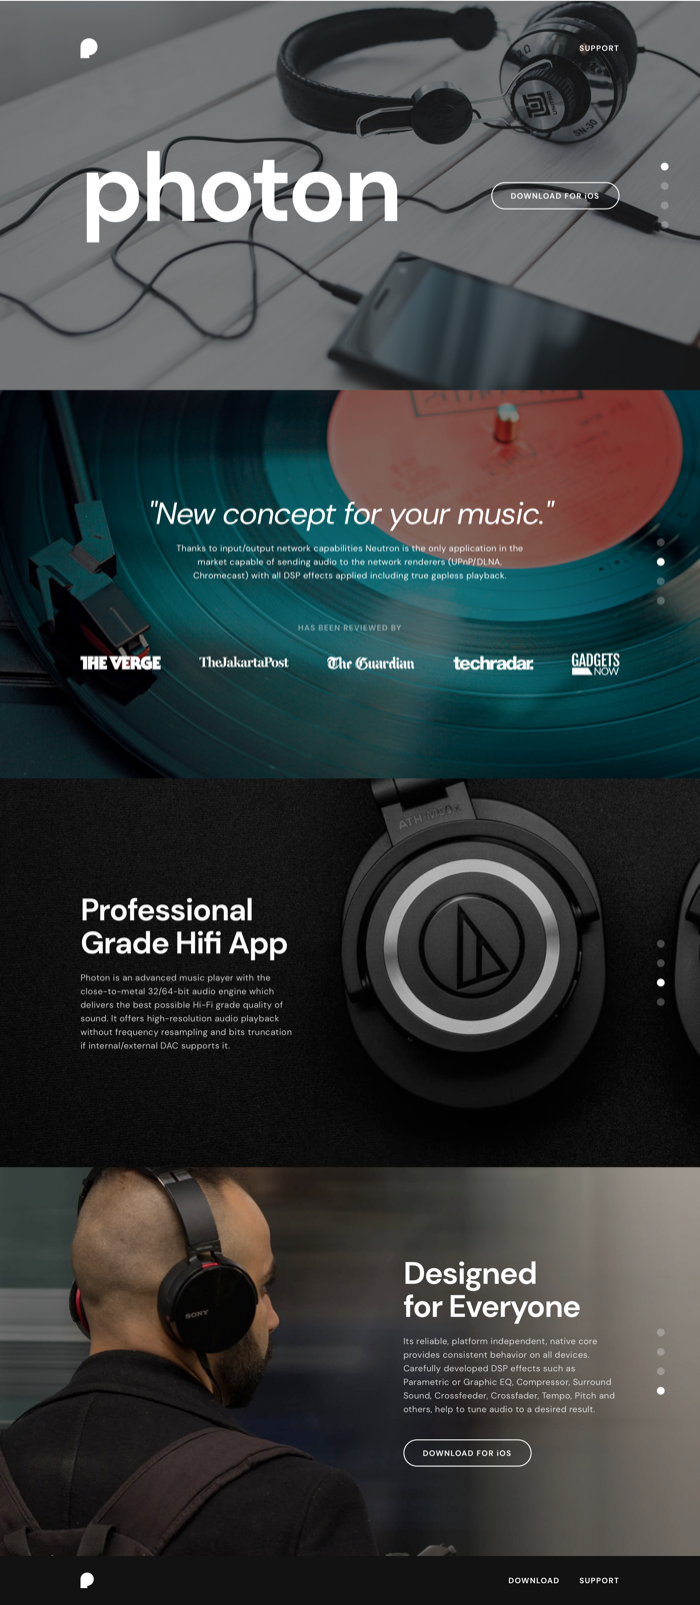 SUPPORT
photon
DOWNLOAD FOR iOS
"New concept for your music."
Thanks to input/output network capabilities Neutron is the only application in the
market capable of sending audio to the network renderers (UPnP/DLNA,
Chromecast) with all DSP effects applied including true gapless playback.
HAS BEEN REVIEWED BY
THE VERGE
TheJakartaPost
The Guardian
techradar.
GADGETS
NOW
Professional
Grade Hifi App
Photon is an advanced music player with the
close-to-metal 32/64-bit audio engine which
delivers the best possible Hi-Fi grade quality of
sound. It offers high-resolution audio playback
without frequency resampling and bits truncation
if internal/external DAC supports it.
SONY
Designed
for Everyone
Its reliable, platform independent, native core
provides consistent behavior on all devices.
Carefully developed DSP effects such as
Parametric or Graphic EQ, Compressor, Surround
Sound, Crossfeeder, Crossfader, Tempo, Pitch and
others, help to tune audio to a desired result.
DOWNLOAD FOR iOS
DOWNLOAD SUPPORT